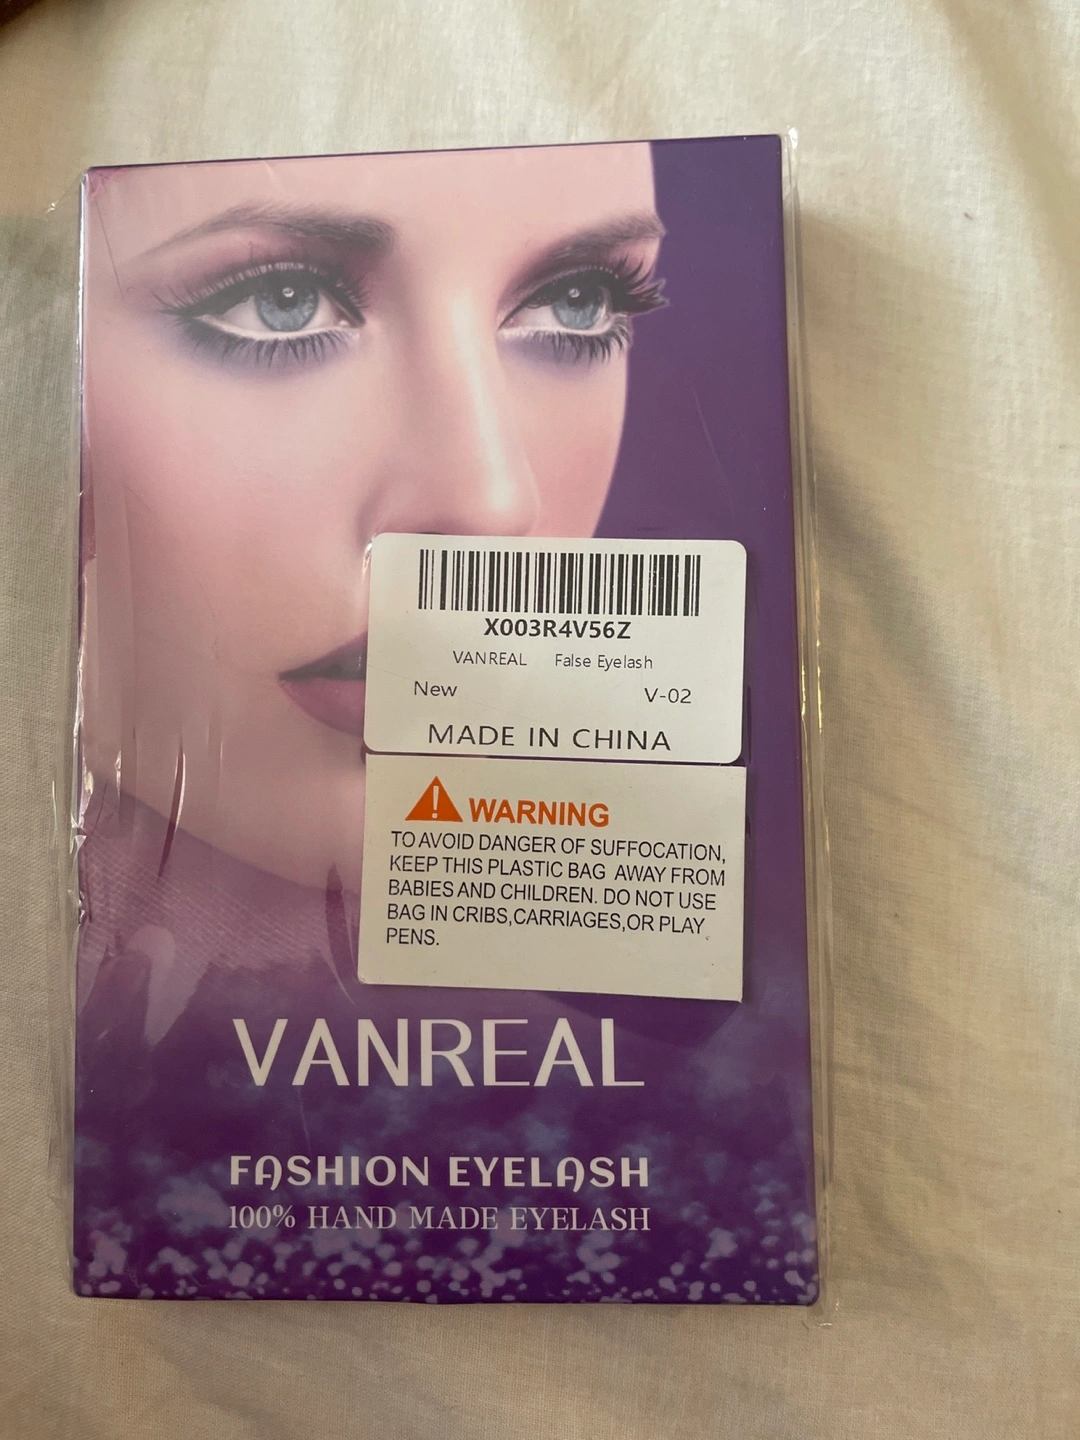 X003R4V56Z
VANREAL False Eyelash
New V-02
MADE IN CHINA
WARNING
TO AVOID DANGER OF SUFFOCATION,
KEEP THIS PLASTIC BAG AWAY FROM
BABIES AND CHILDREN. DO NOT USE
BAG IN CRIBS,CARRIAGES,OR PLAY
PENS.
VANREAL
FASHION EYELASH
100% HAND MADE EYELASH